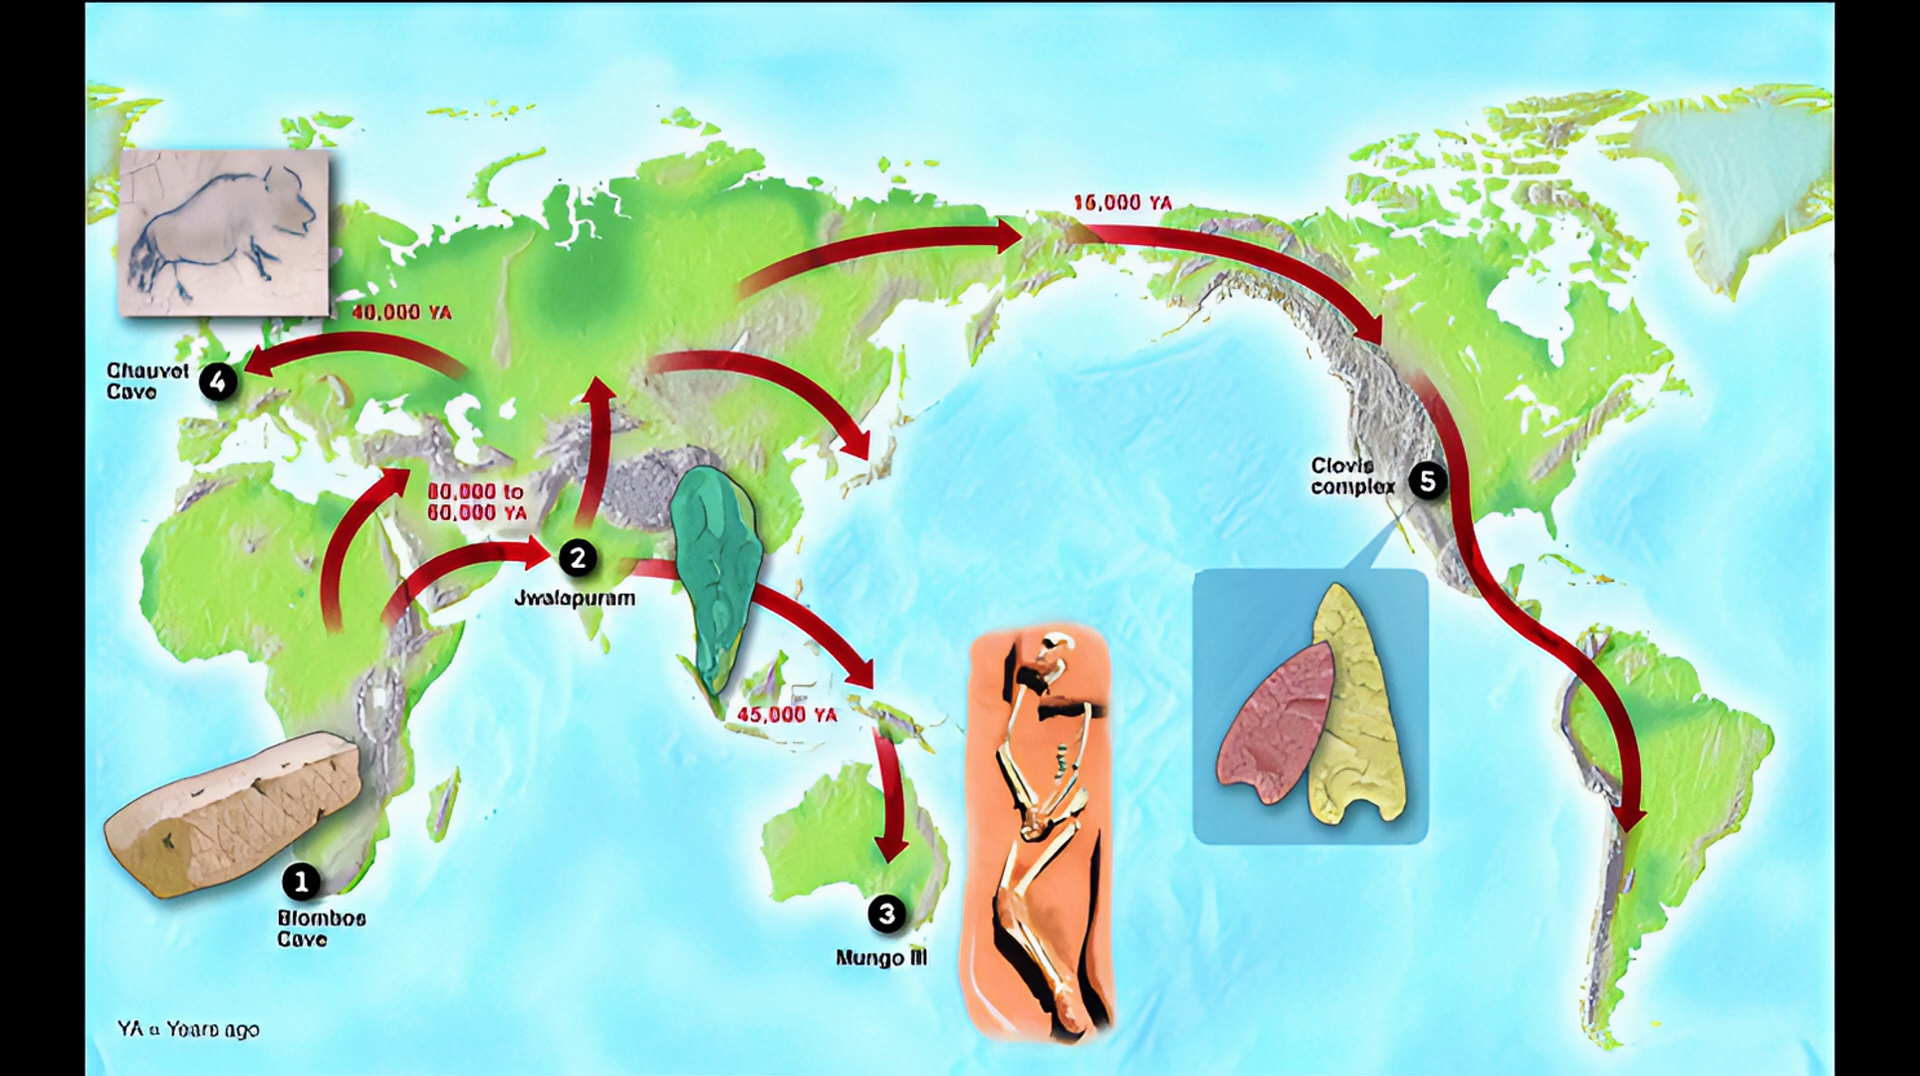 15,000 YA
40,000 YA
Chauvet
Cave
4
80,000 to
60,000 YA
Clovis
complex
5
2
Jwalapuram
45,000 YA
1
Blombos
Cave
3
Mungo III
YA = Years ago